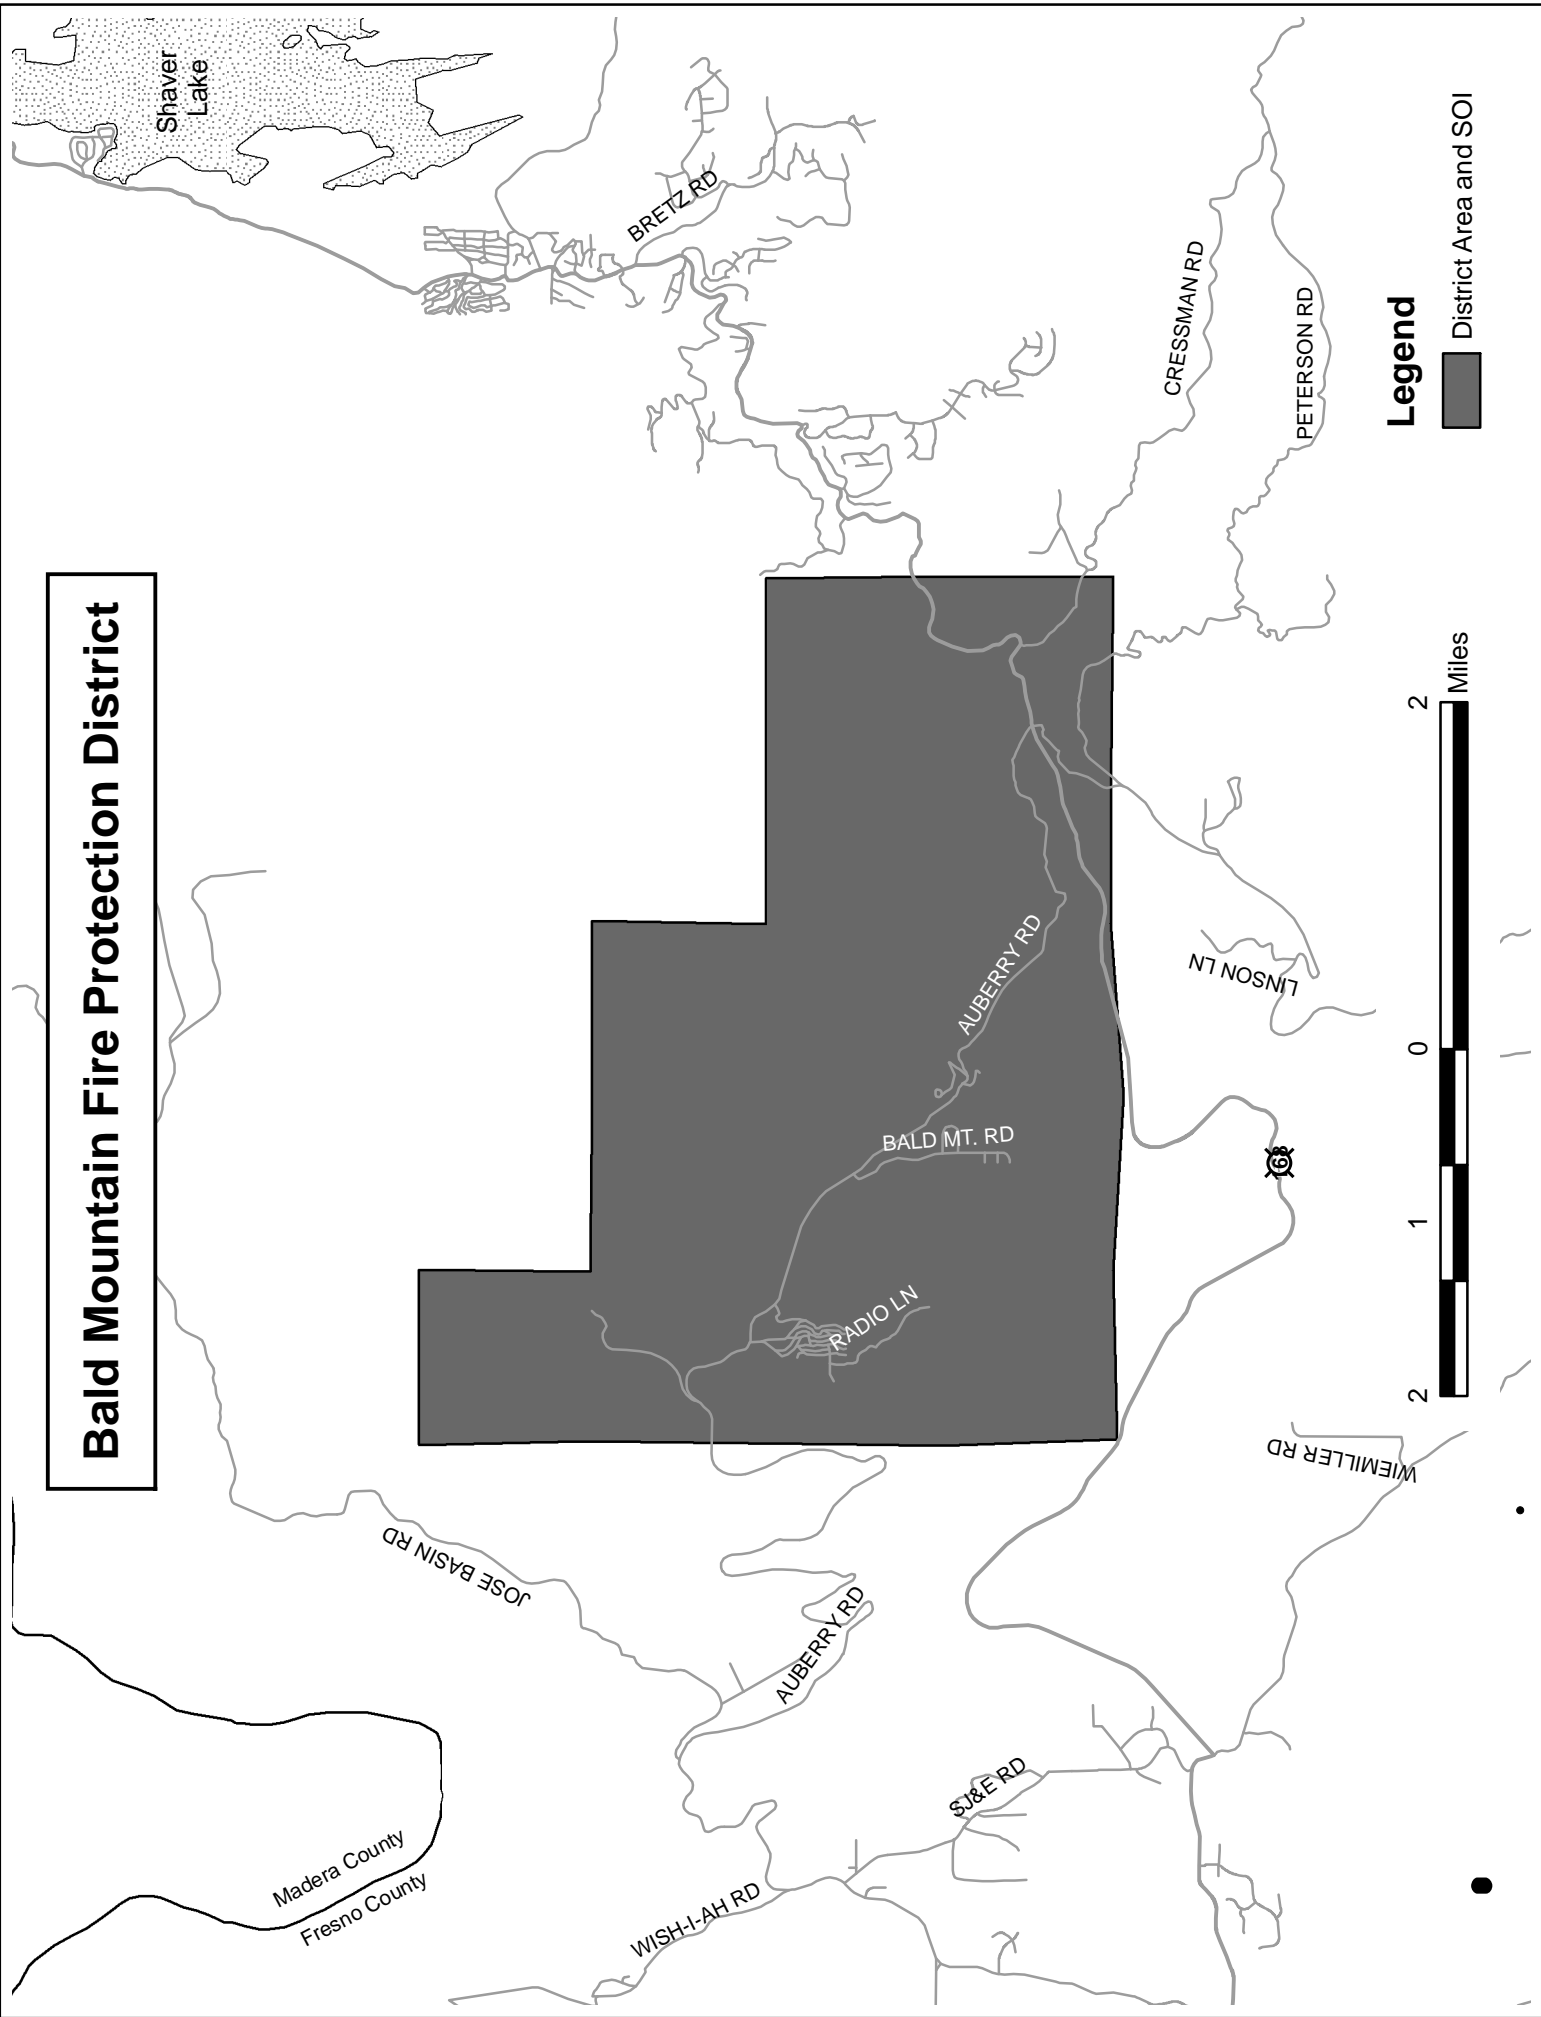 Bald Mountain Fire Protection District
Shaver
Lake
BRETZ RD
CRESSMAN RD
PETERSON RD
Madera County
Fresno County
JOSE BASIN RD
WISH-I-AH RD
AUBERRY RD
SJ&E RD
RADIO LN
BALD MT. RD
AUBERRY RD
168
LINSON LN
WIEMILLER RD
Legend
District Area and SOI
2
1
0
2
Miles